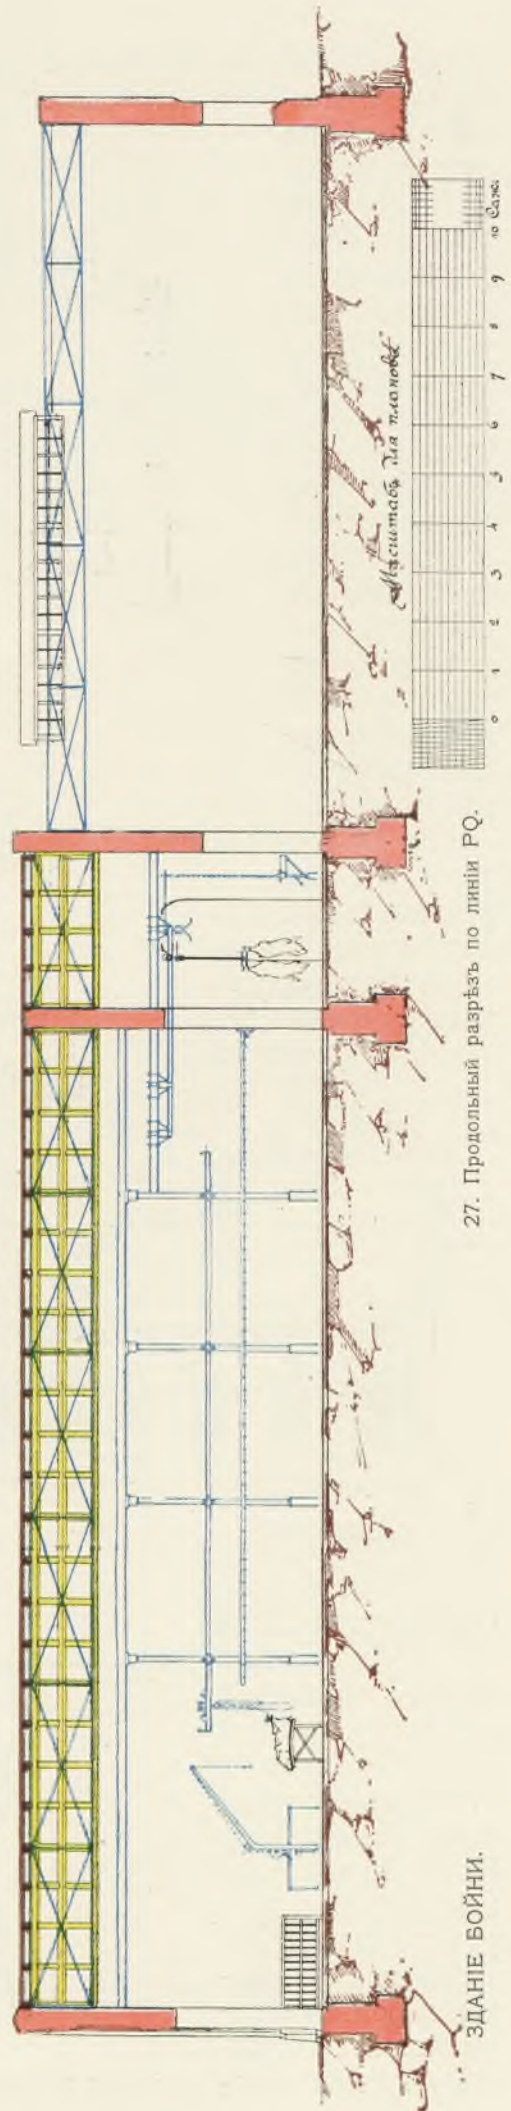 ЗДАНІЕ БОЙНИ.
27. Продольный разрѣзъ по линіи PQ.
Масштабъ для плановъ
0 1 2 3 4 5 6 7 8 9 10 Саж.